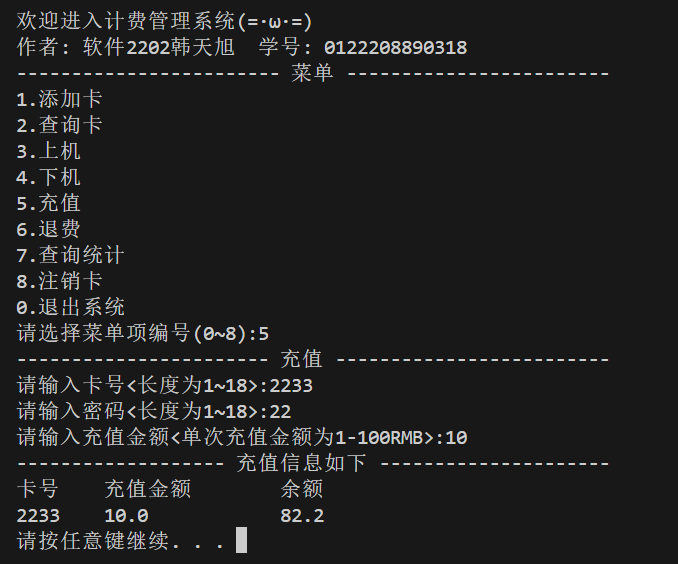 欢迎进入计费管理系统(=·ω·=)
作者: 软件2202韩天旭  学号: 0122208890318
------------------------ 菜单 ------------------------
1.添加卡
2.查询卡
3.上机
4.下机
5.充值
6.退费
7.查询统计
8.注销卡
0.退出系统
请选择菜单项编号(0~8):5
----------------------- 充值 -------------------------
请输入卡号<长度为1~18>:2233
请输入密码<长度为1~18>:22
请输入充值金额<单次充值金额为1-100RMB>:10
------------------- 充值信息如下 ---------------------
卡号    充值金额        余额
2233    10.0            82.2
请按任意键继续. . .